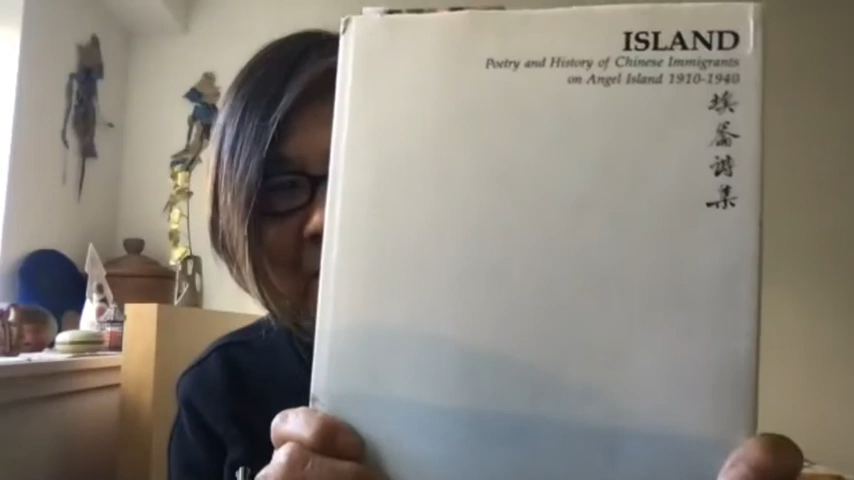 ISLAND
Poetry and History of Chinese Immigrants
on Angel Island 1910-1940
埃崙詩集